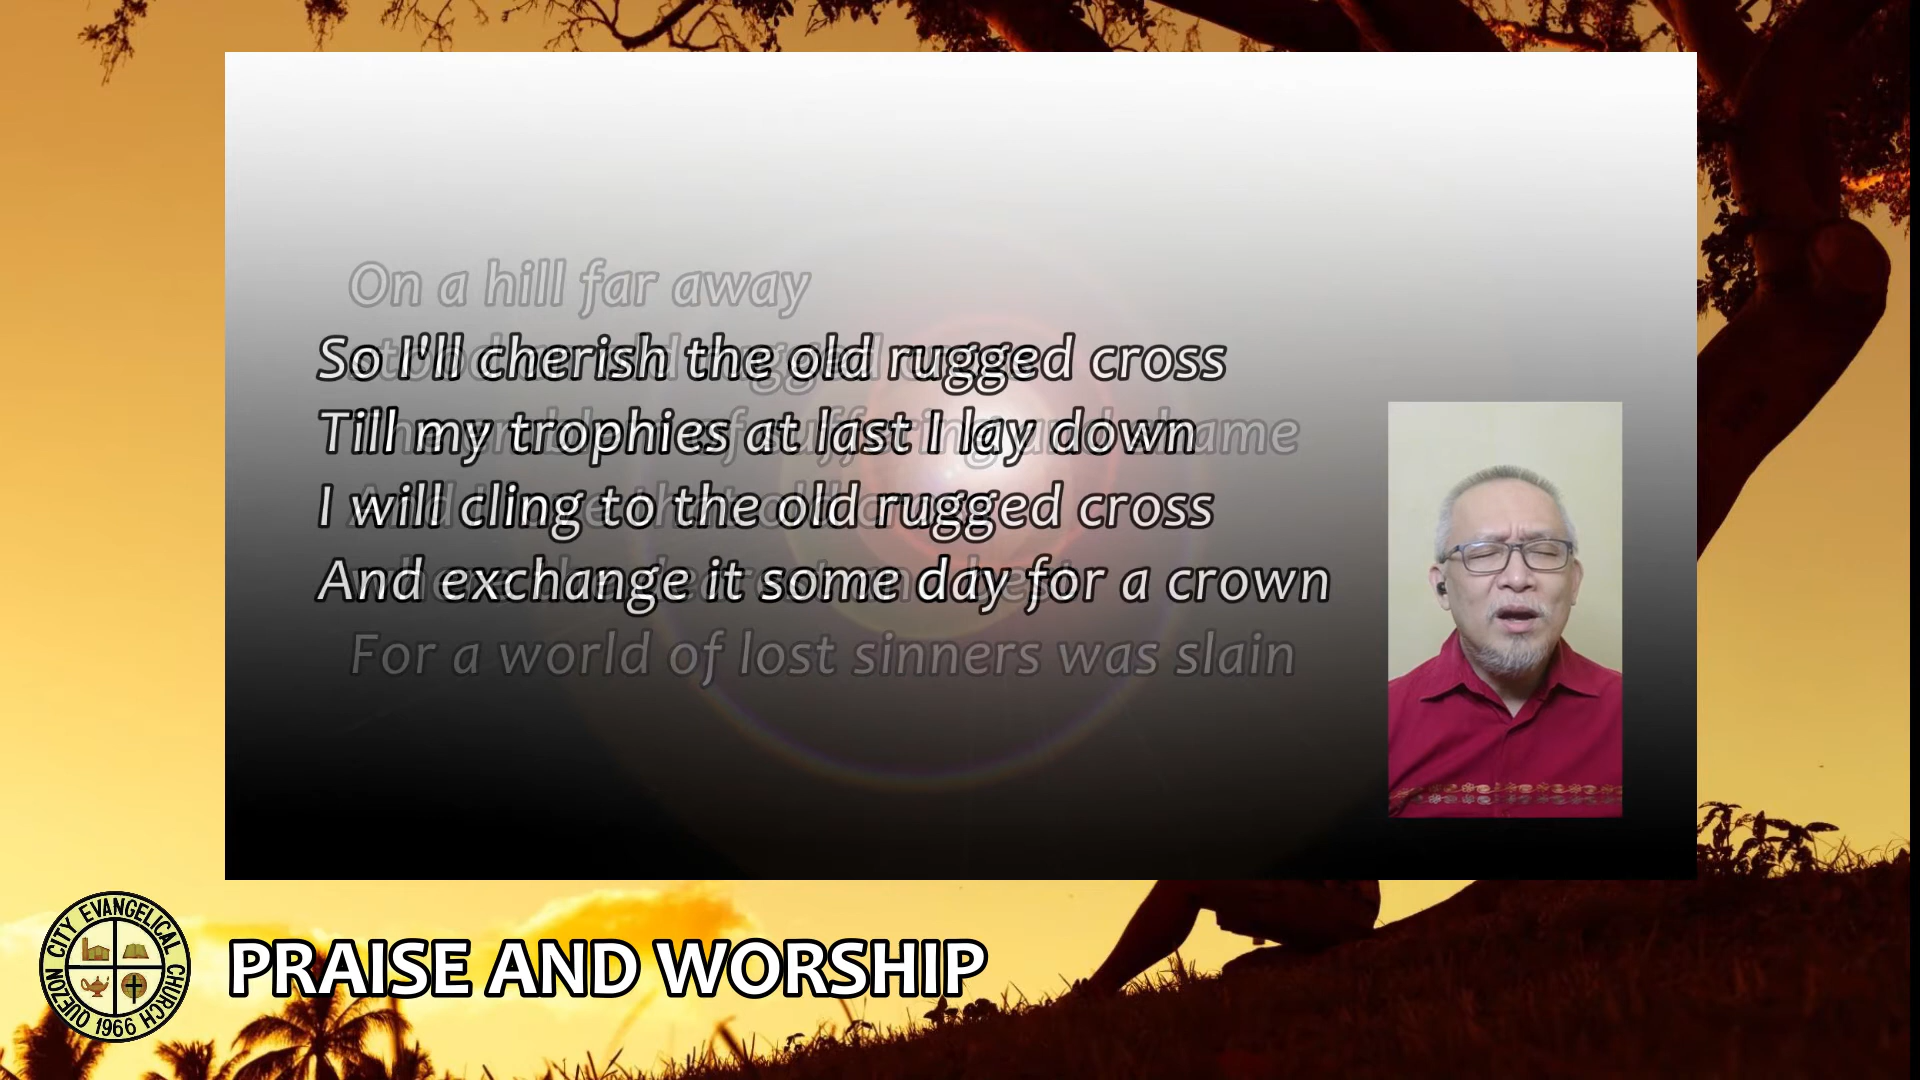 On a hill far away
So I'll cherish the old rugged cross
Till my trophies at last I lay down
I will cling to the old rugged cross
And exchange it some day for a crown
For a world of lost sinners was slain
QUEZON CITY EVANGELICAL CHURCH
1966
PRAISE AND WORSHIP